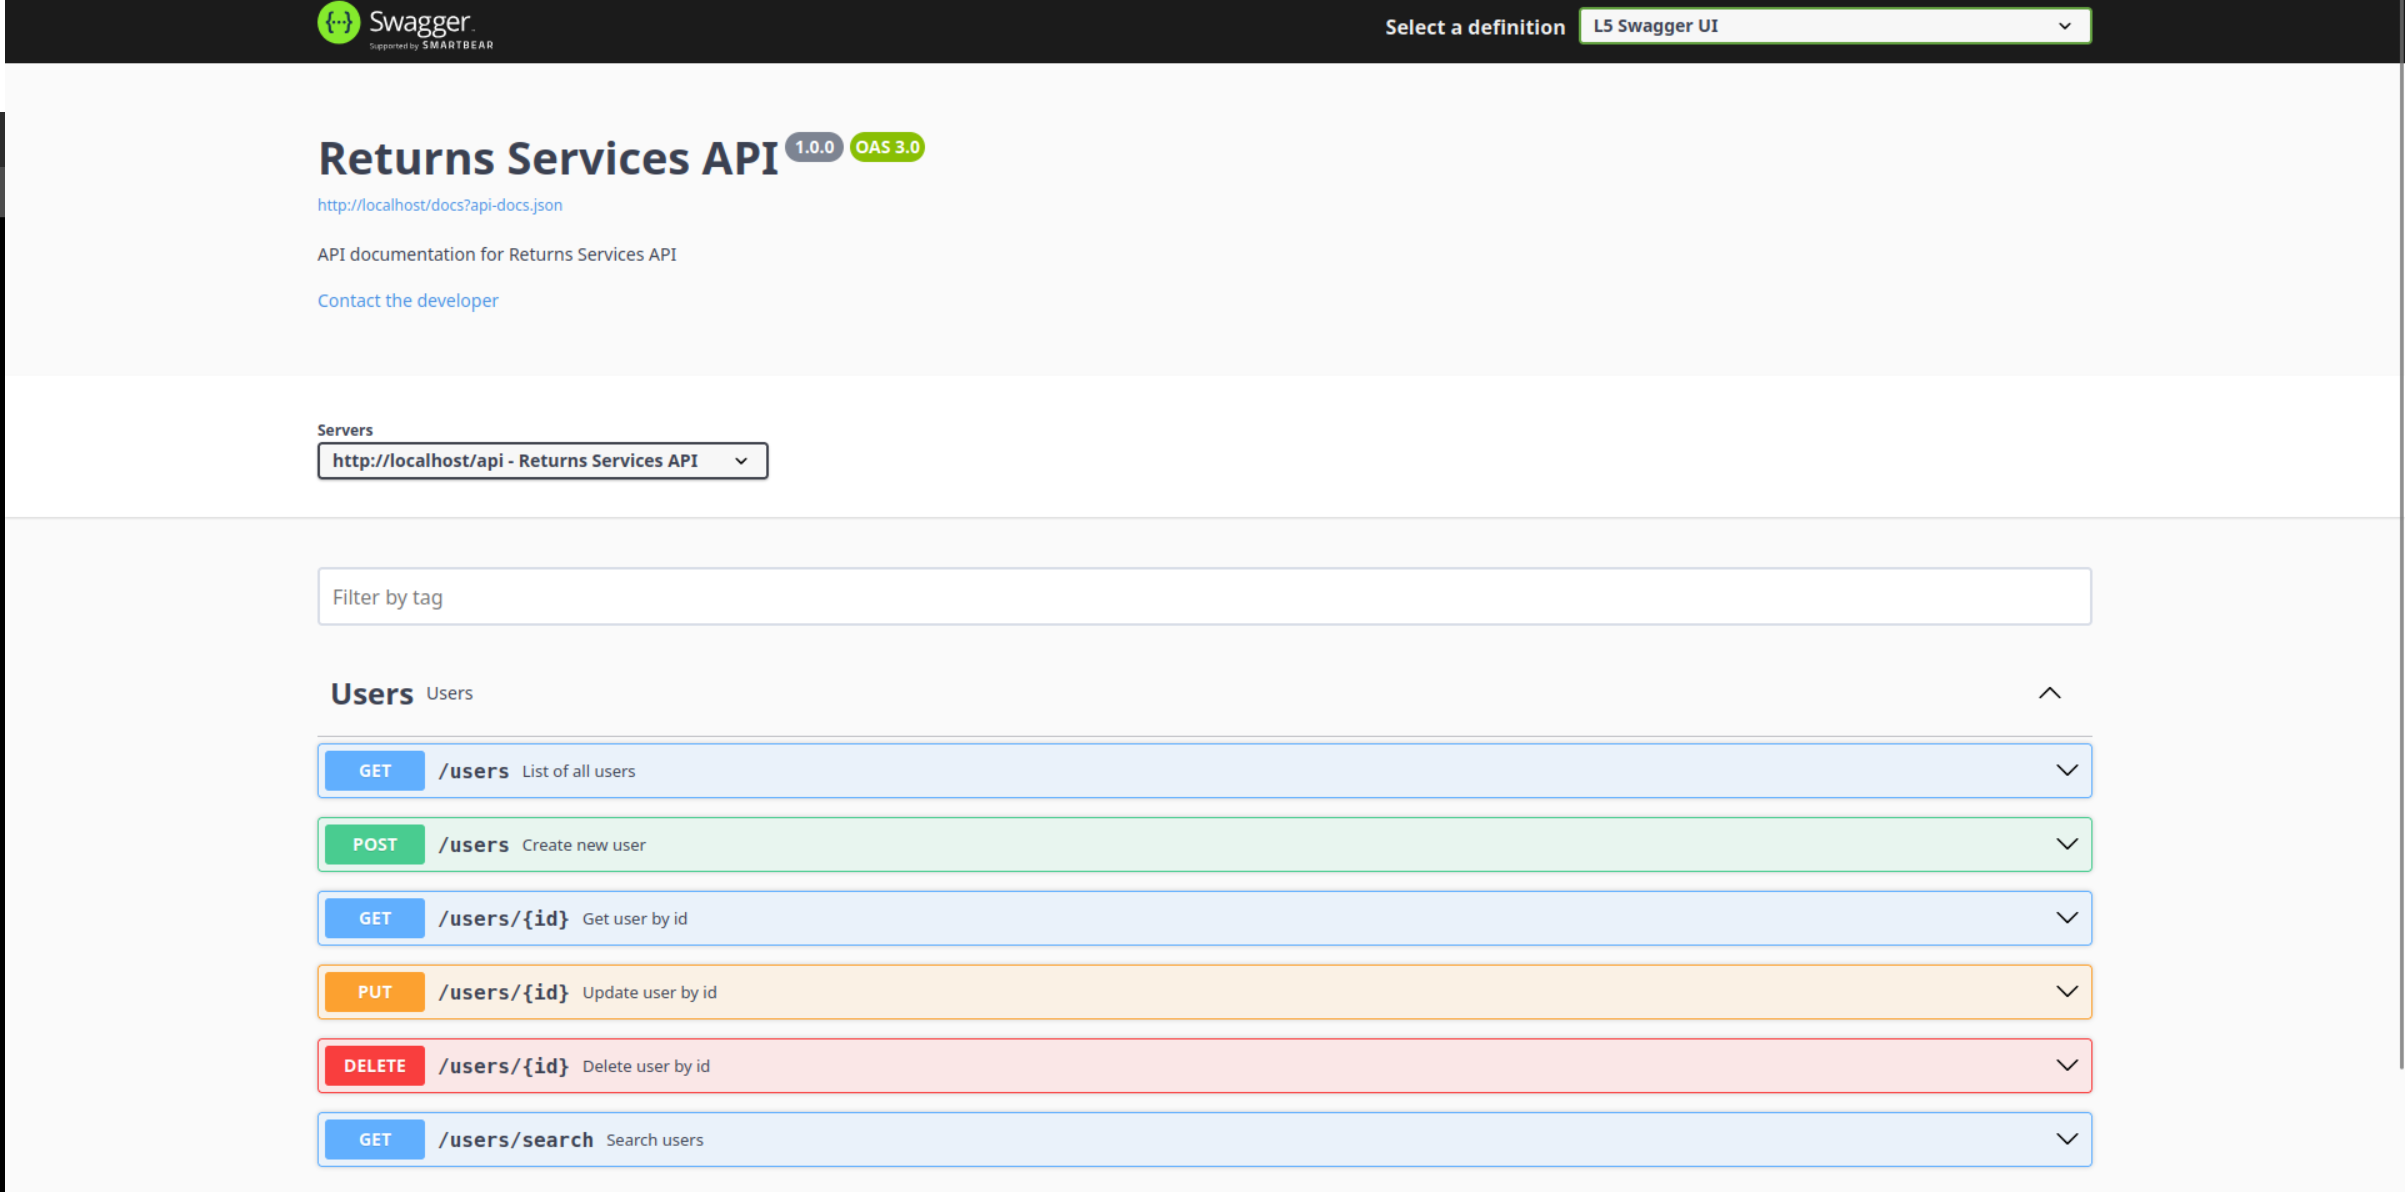 Swagger
Supported by SMARTBEAR
Select a definition
L5 Swagger UI
Returns Services API 1.0.0 OAS 3.0
http://localhost/docs?api-docs.json
API documentation for Returns Services API
Contact the developer
Servers
http://localhost/api - Returns Services API
Filter by tag
Users Users
GET /users List of all users
POST /users Create new user
GET /users/{id} Get user by id
PUT /users/{id} Update user by id
DELETE /users/{id} Delete user by id
GET /users/search Search users